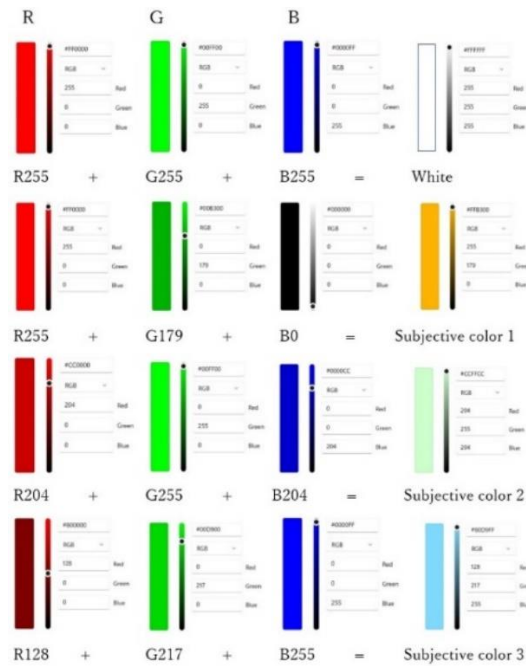 R G B
#FF0000 #00FF00 #0000FF #FFFFFF
RGB RGB RGB RGB
255 Red 0 Red 0 Red 255 Red
0 Green 255 Green 0 Green 255 Green
0 Blue 0 Blue 255 Blue 255 Blue
R255 + G255 + B255 = White
#FF0000 #00B300 #000000 #FFB300
RGB RGB RGB RGB
255 Red 0 Red 0 Red 255 Red
0 Green 179 Green 0 Green 179 Green
0 Blue 0 Blue 0 Blue 0 Blue
R255 + G179 + B0 = Subjective color 1
#CC0000 #00FF00 #0000CC #CCFFCC
RGB RGB RGB RGB
204 Red 0 Red 0 Red 204 Red
0 Green 255 Green 0 Green 255 Green
0 Blue 0 Blue 204 Blue 204 Blue
R204 + G255 + B204 = Subjective color 2
#800000 #00D900 #0000FF
RGB RGB RGB RGB
128 Red 0 Red 0 Red 128 Re
0 Green 217 Green 0 Green 217 Gre
0 Blue 0 Blue 255 Blue 255 Blu
R128 + G217 + B255 = Subjective color 3